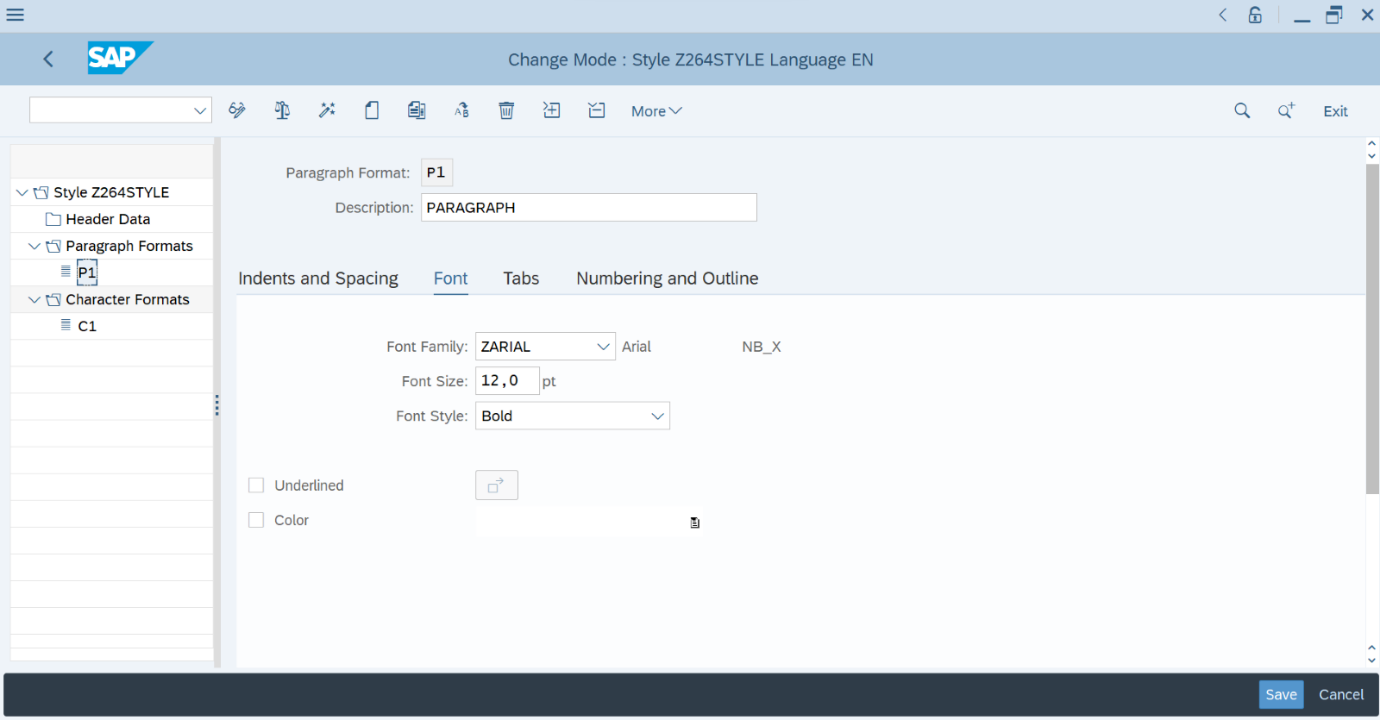 SAP
Change Mode : Style Z264STYLE Language EN
More
Exit
Style Z264STYLE
Header Data
Paragraph Formats
P1
Character Formats
C1
Paragraph Format: P1
Description: PARAGRAPH
Indents and Spacing Font Tabs Numbering and Outline
Font Family: ZARIAL Arial NB_X
Font Size: 12,0 pt
Font Style: Bold
Underlined
Color
Save Cancel